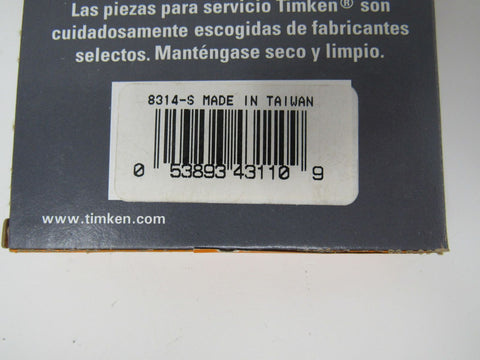 Las piezas para servicio Timken® son
cuidadosamente escogidas de fabricantes
selectos. Manténgase seco y limpio.
8314-S MADE IN TAIWAN
0 53893 43110 9
www.timken.com